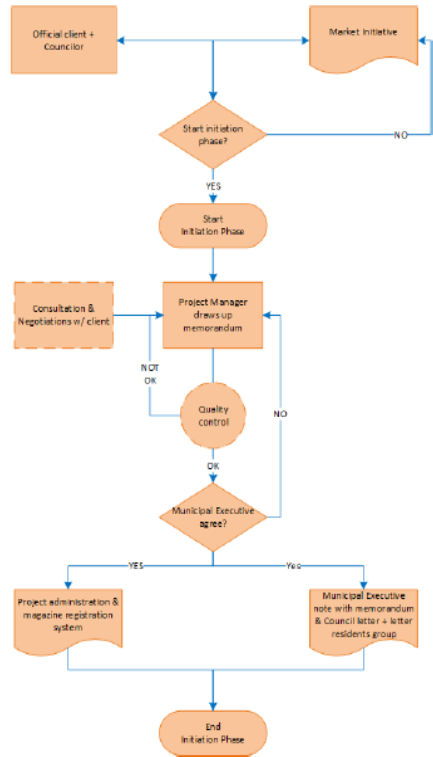 Official client +
Councilor
Market Initiative
Start initiation
phase?
NO
YES
Start
Initiation Phase
Consultation &
Negotiations w/ client
Project Manager
draws up
memorandum
NOT
OK
Quality
control
NO
OK
Municipal Executive
agree?
YES
Yes
Project administration &
magazine registration
system
Municipal Executive
note with memorandum
& Council letter + letter
residents group
End
Initiation Phase